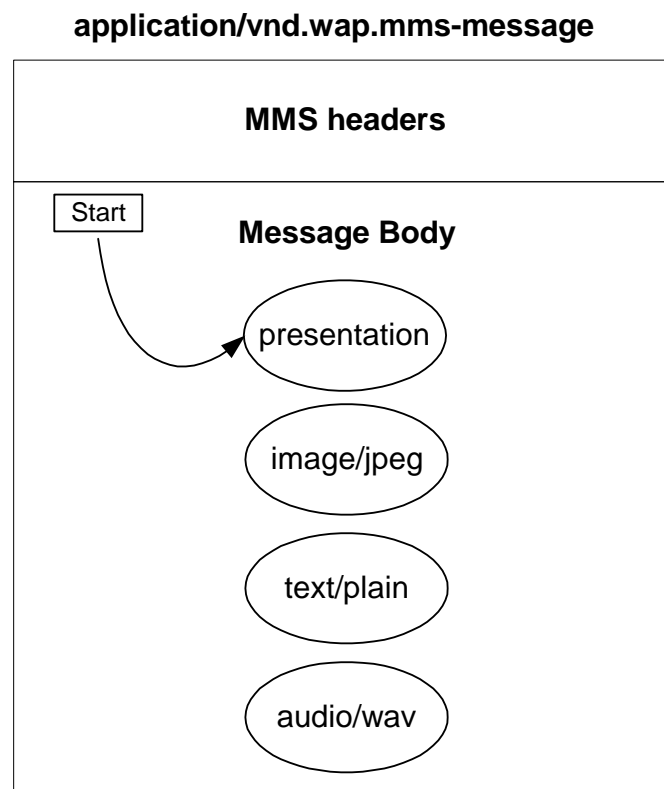 application/vnd.wap.mms-message
MMS headers
Start
Message Body
presentation
image/jpeg
text/plain
audio/wav